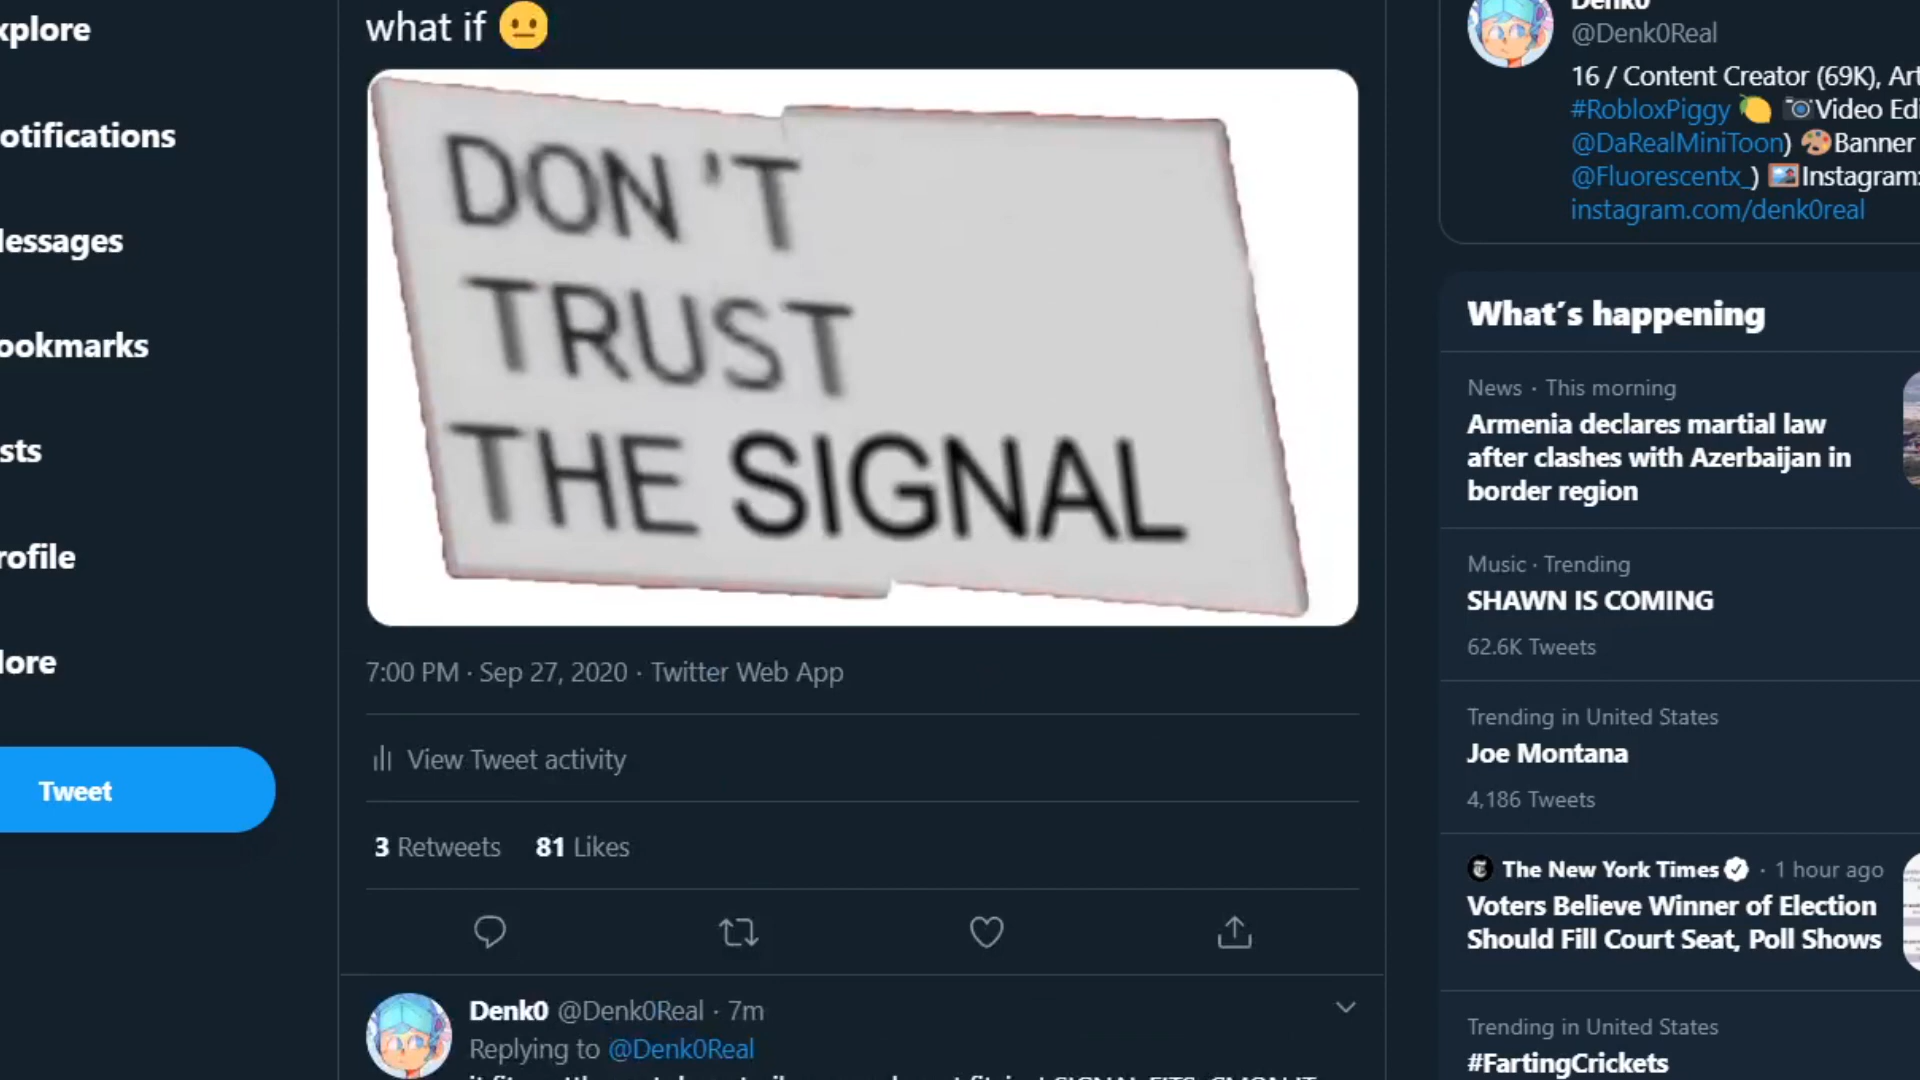 xplore
otifications
essages
ookmarks
sts
rofile
ore
Tweet
what if 😐
DON'T
TRUST
THE SIGNAL
7:00 PM · Sep 27, 2020 · Twitter Web App
View Tweet activity
3 Retweets 81 Likes
Denk0 @Denk0Real · 7m
Replying to @Denk0Real
Denk0
@Denk0Real
16 / Content Creator (69K), Art
#RobloxPiggy 🍋 📷Video Edi
@DaRealMiniToon) 🎨Banner
@Fluorescentx_) 🖼️Instagram:
instagram.com/denk0real
What's happening
News · This morning
Armenia declares martial law
after clashes with Azerbaijan in
border region
Music · Trending
SHAWN IS COMING
62.6K Tweets
Trending in United States
Joe Montana
4,186 Tweets
The New York Times · 1 hour ago
Voters Believe Winner of Election
Should Fill Court Seat, Poll Shows
Trending in United States
#FartingCrickets